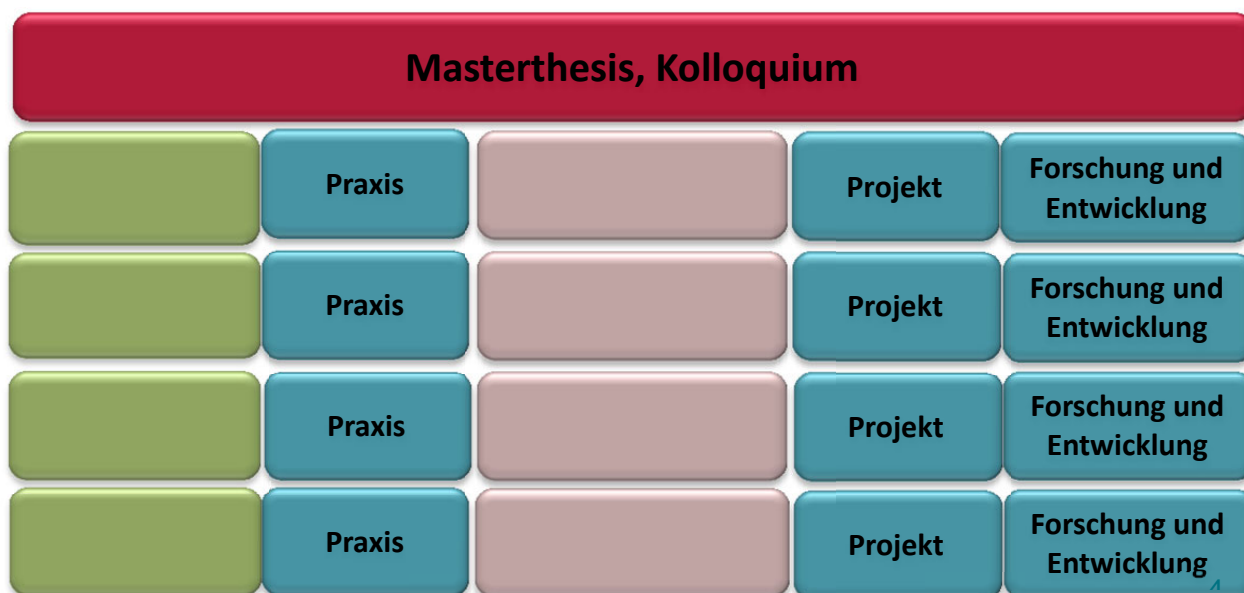 Masterthesis, Kolloquium
Praxis
Projekt
Forschung und
Entwicklung
Praxis
Projekt
Forschung und
Entwicklung
Praxis
Projekt
Forschung und
Entwicklung
Praxis
Projekt
Forschung und
Entwicklung